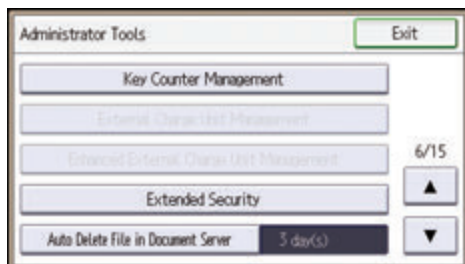 Administrator Tools
Exit
Key Counter Management
External Charge Unit Management
Enhanced External Charge Unit Management
6/15
Extended Security
Auto Delete File in Document Server
3 day(s)